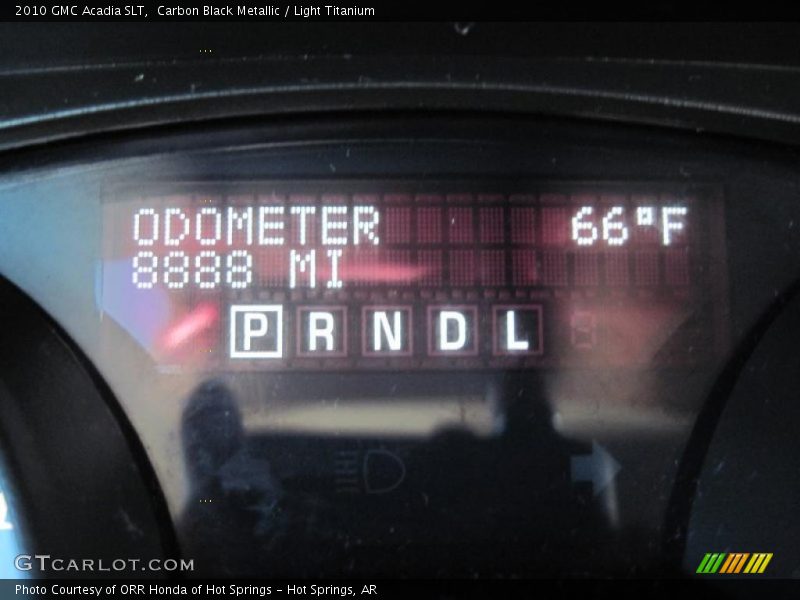 2010 GMC Acadia SLT,  Carbon Black Metallic / Light Titanium
ODOMETER 66°F
8888 MI
P R N D L
GTCARLOT.COM
Photo Courtesy of ORR Honda of Hot Springs - Hot Springs, AR